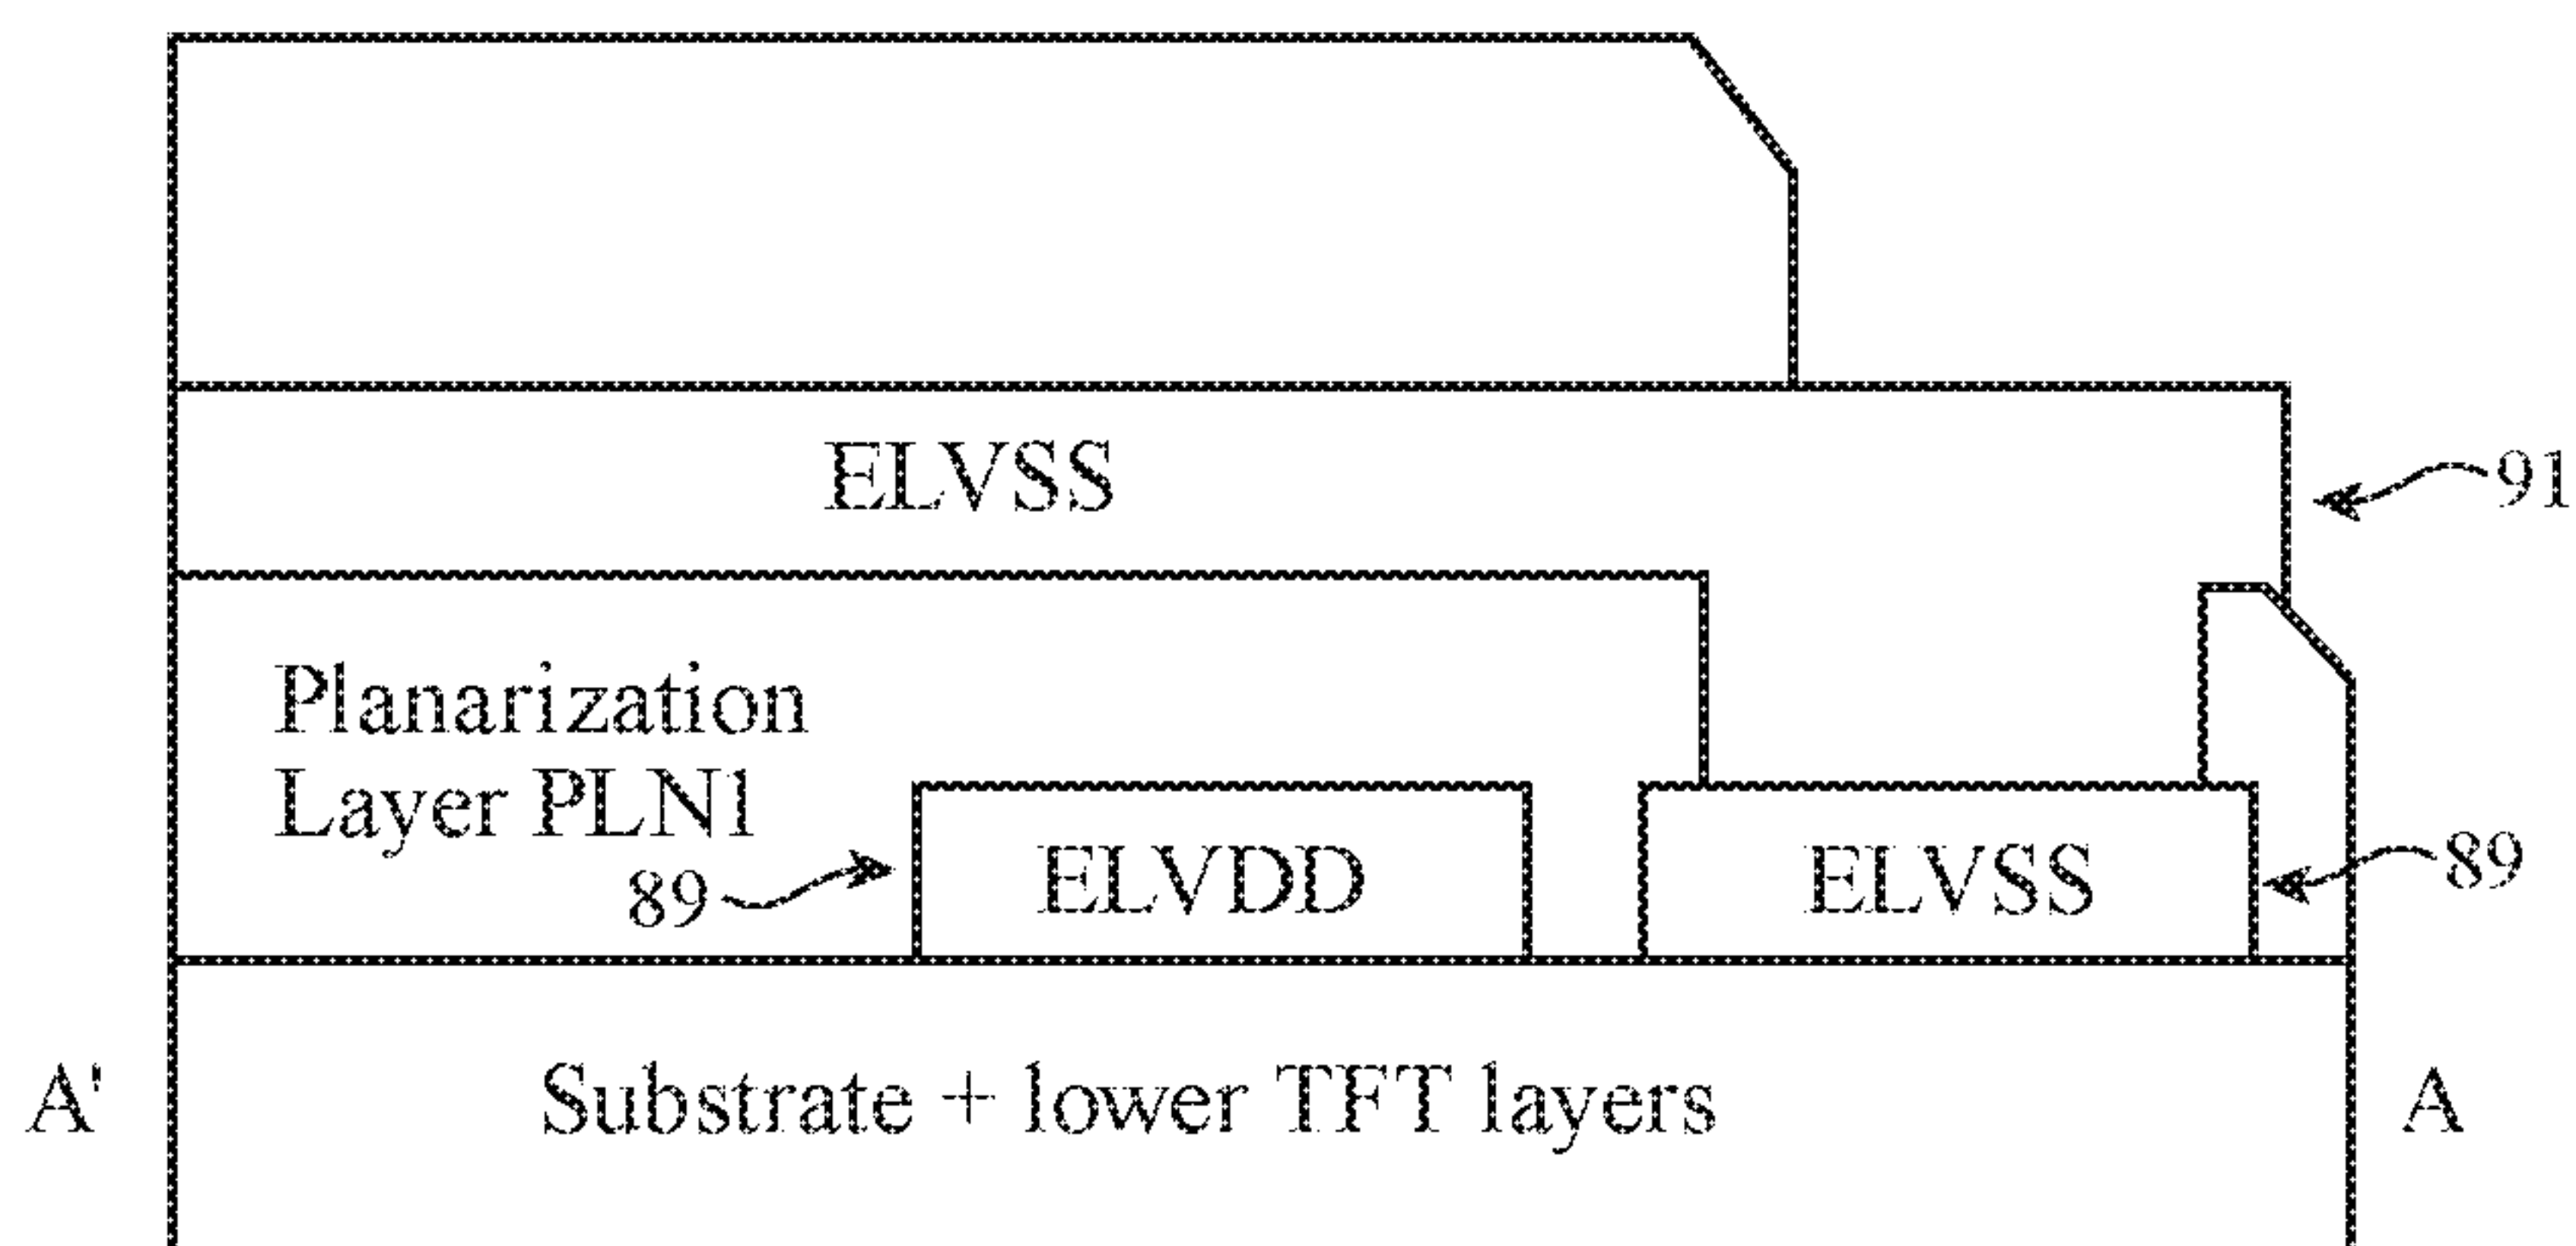 ELVSS
91
Planarization
Layer PLN1
89
ELVDD
ELVSS
89
A'
Substrate + lower TFT layers
A